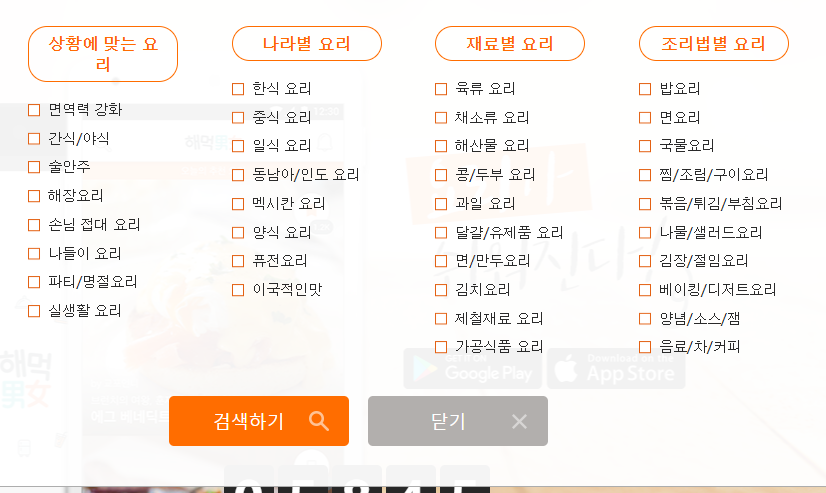 상황에 맞는 요
리
면역력 강화
간식/야식
술안주
해장요리
손님 접대 요리
나들이 요리
파티/명절요리
실생활 요리
나라별 요리
한식 요리
중식 요리
일식 요리
동남아/인도 요리
멕시칸 요리
양식 요리
퓨전요리
이국적인맛
재료별 요리
육류 요리
채소류 요리
해산물 요리
콩/두부 요리
과일 요리
달걀/유제품 요리
면/만두요리
김치요리
제철재료 요리
가공식품 요리
조리법별 요리
밥요리
면요리
국물요리
찜/조림/구이요리
볶음/튀김/부침요리
나물/샐러드요리
김장/절임요리
베이킹/디저트요리
양념/소스/잼
음료/차/커피
해먹
男女
Google Play
Download on the
App Store
검색하기
닫기